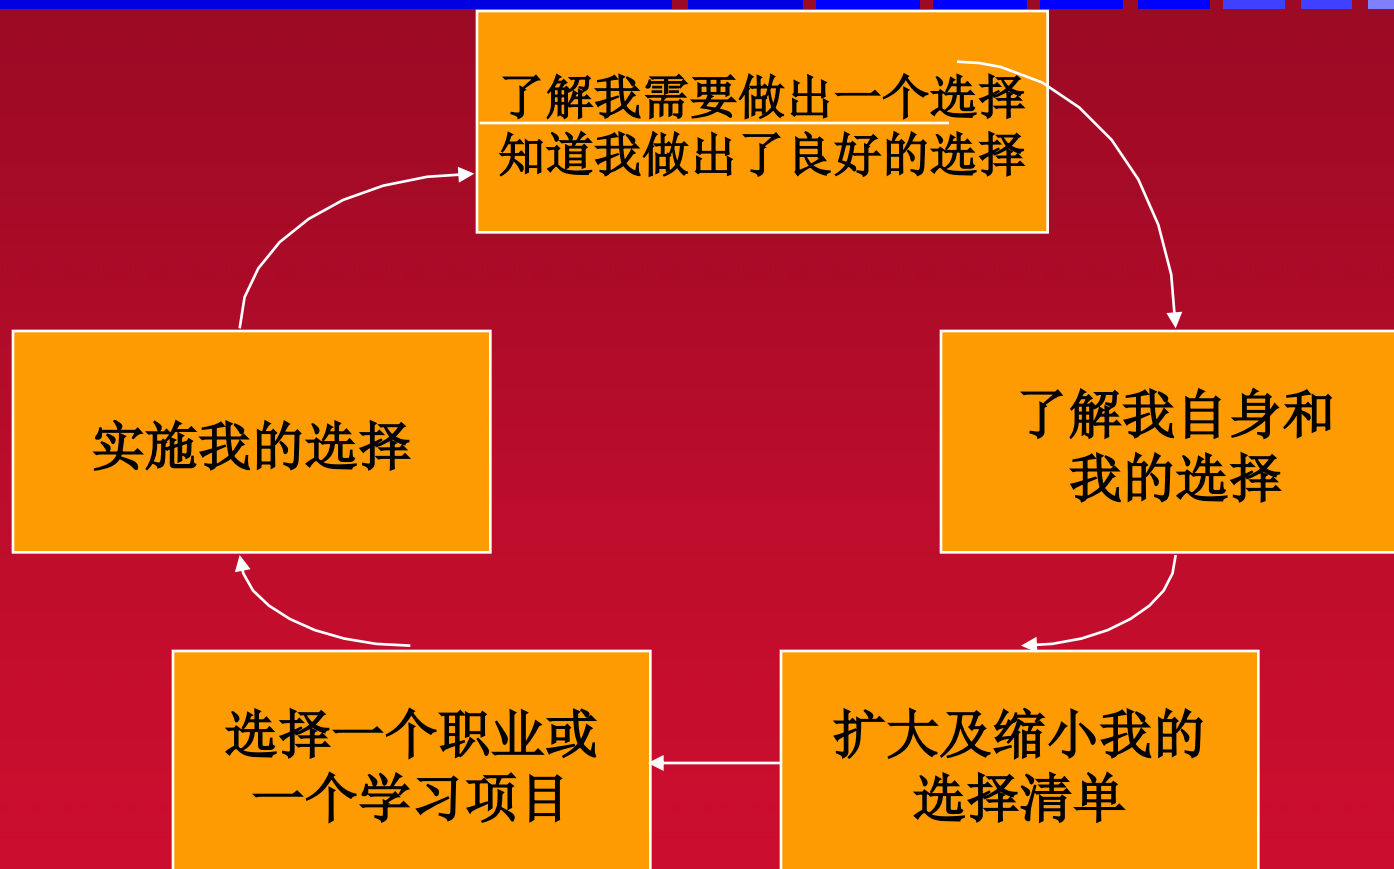 了解我需要做出一个选择
知道我做出了良好的选择
实施我的选择
了解我自身和
我的选择
选择一个职业或
一个学习项目
扩大及缩小我的
选择清单